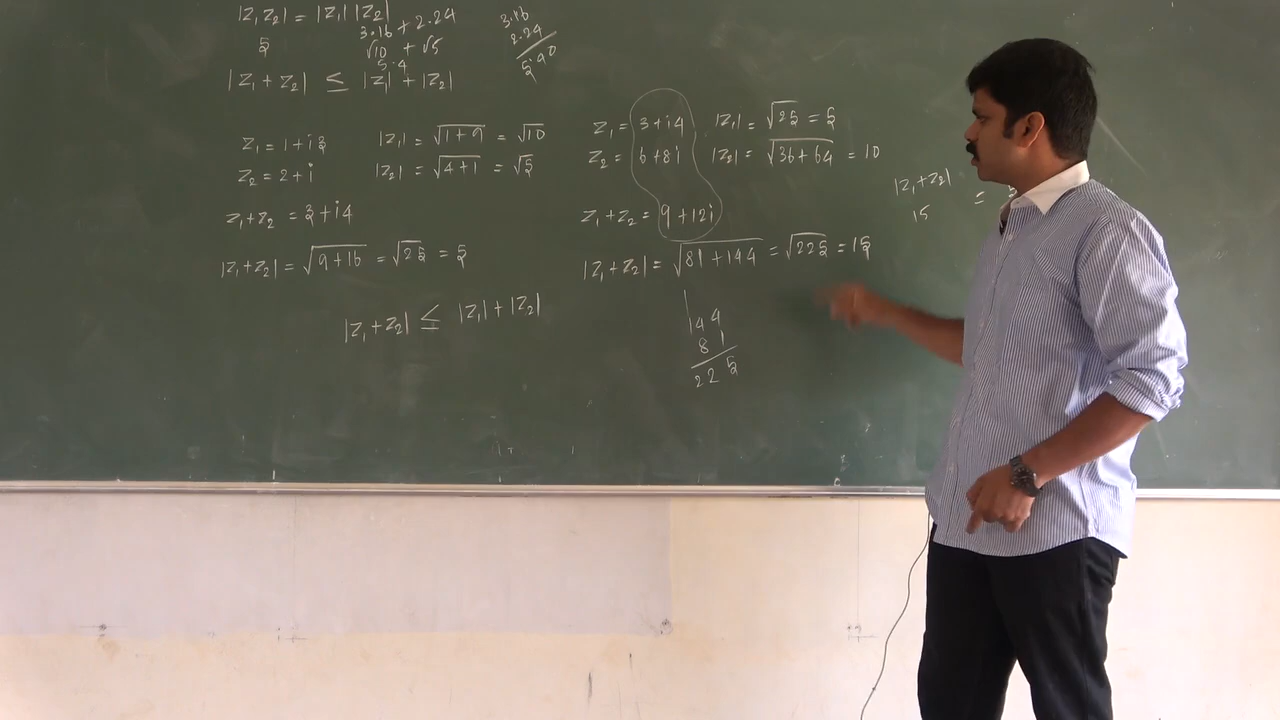 |Z₁ Z₂| = |Z₁| |Z₂|
3.16 + 2.24
5 √10 + √5
5.4
|Z₁ + Z₂| ≤ |Z₁| + |Z₂|
3.16
2.24
5.40
Z₁ = 1 + i3 |Z₁| = √(1+9) = √10
Z₂ = 2 + i |Z₂| = √(4+1) = √5
Z₁+Z₂ = 3 + i4
|Z₁+Z₂| = √(9+16) = √25 = 5
|Z₁+Z₂| ≤ |Z₁| + |Z₂|
Z₁ = 3 + i4 |Z₁| = √25 = 5
Z₂ = 6 + 8i |Z₂| = √(36+64) = 10
Z₁+Z₂ = 9 + 12i
|Z₁+Z₂| = √(81+144) = √225 = 15
144
81
225
|Z₁+Z₂| =
15